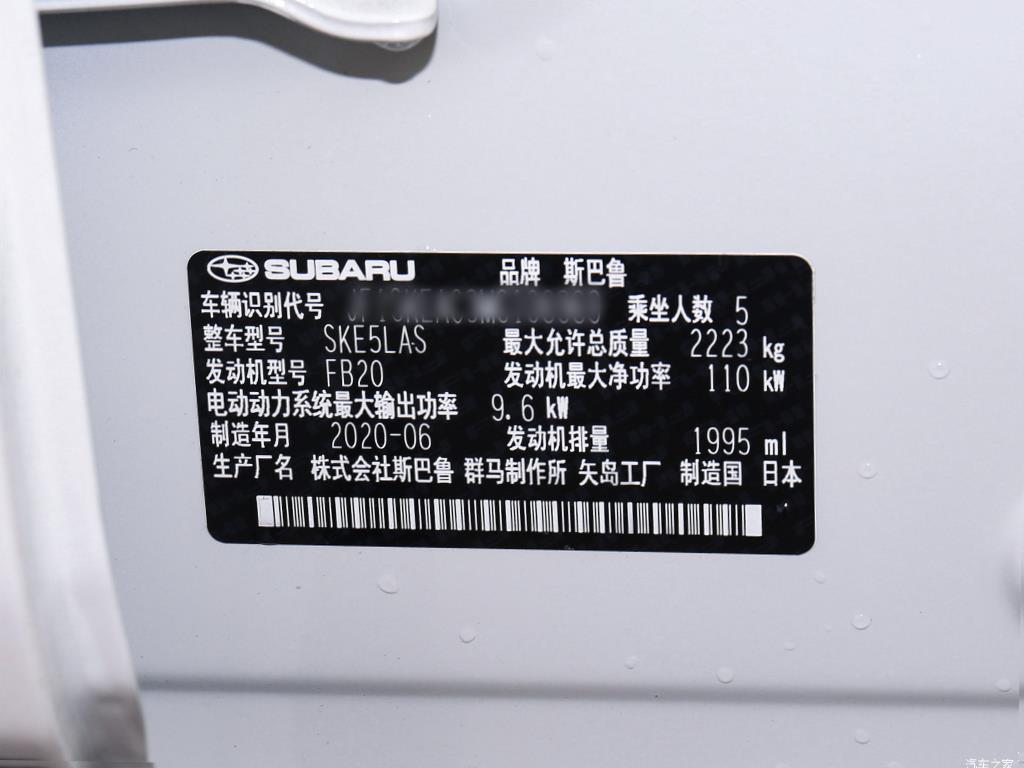 SUBARU 品牌 斯巴鲁
车辆识别代号 乘坐人数 5
整车型号 SKE5LAS 最大允许总质量 2223 kg
发动机型号 FB20 发动机最大净功率 110 kW
电动动力系统最大输出功率 9.6 kW
制造年月 2020-06 发动机排量 1995 ml
生产厂名 株式会社斯巴鲁 群马制作所 矢岛工厂 制造国 日本
汽车之家